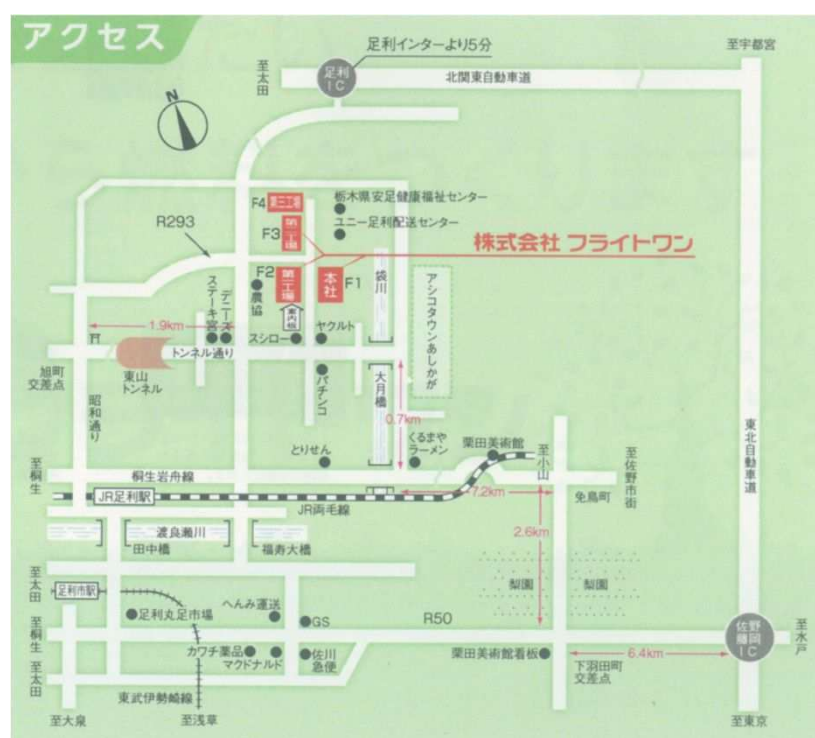 アクセス
足利インターより5分
至宇都宮
至太田
足利
IC
北関東自動車道
N
F4
第三工場
栃木県安足健康福祉センター
F3
第二工場
ユニー足利配送センター
R293
株式会社 フライトワン
F2
第一工場
本社
F1
袋川
アシコタウンあしかが
農協
案内板
デニーズ
ステーキ宮
1.9km
スシロー
ヤクルト
トンネル通り
旭町
交差点
東山
トンネル
昭和通り
パチンコ
大月橋
0.7km
東北自動車道
とりせん
くるまや
ラーメン
栗田美術館
至小山
至佐野市街
至桐生
桐生岩舟線
JR足利駅
JR両毛線
7.2km
免鳥町
渡良瀬川
田中橋
福寿大橋
2.6km
至太田
足利市駅
梨園
梨園
足利丸足市場
へんみ運送
GS
R50
至桐生
佐野
藤岡
IC
至水戸
カワチ薬品
マクドナルド
佐川
急便
栗田美術館看板
6.4km
下羽田町
交差点
至太田
東武伊勢崎線
至大泉
至浅草
至東京